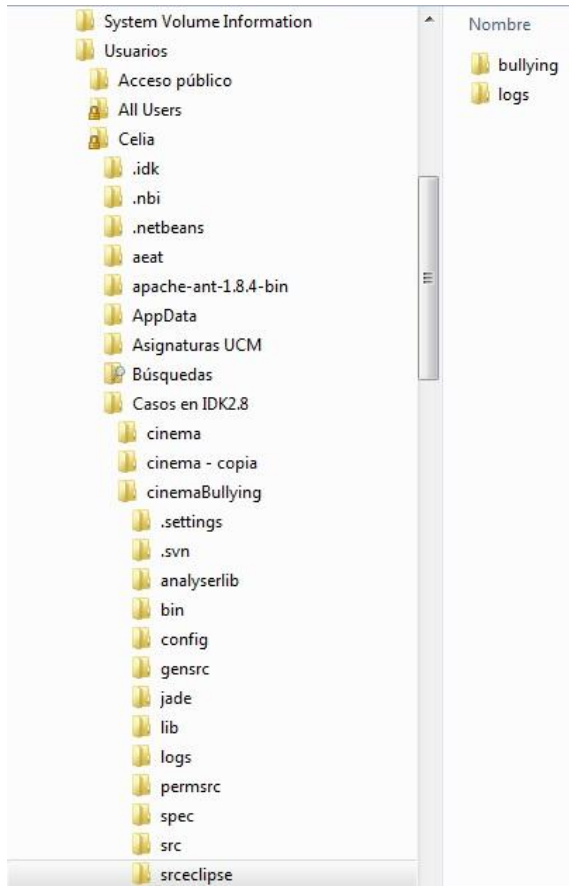 System Volume Information
Usuarios
Acceso público
All Users
Celia
.idk
.nbi
.netbeans
aeat
apache-ant-1.8.4-bin
AppData
Asignaturas UCM
Búsquedas
Casos en IDK2.8
cinema
cinema - copia
cinemaBullying
.settings
.svn
analyserlib
bin
config
gensrc
jade
lib
logs
permsrc
spec
src
srceclipse
Nombre
bullying
logs